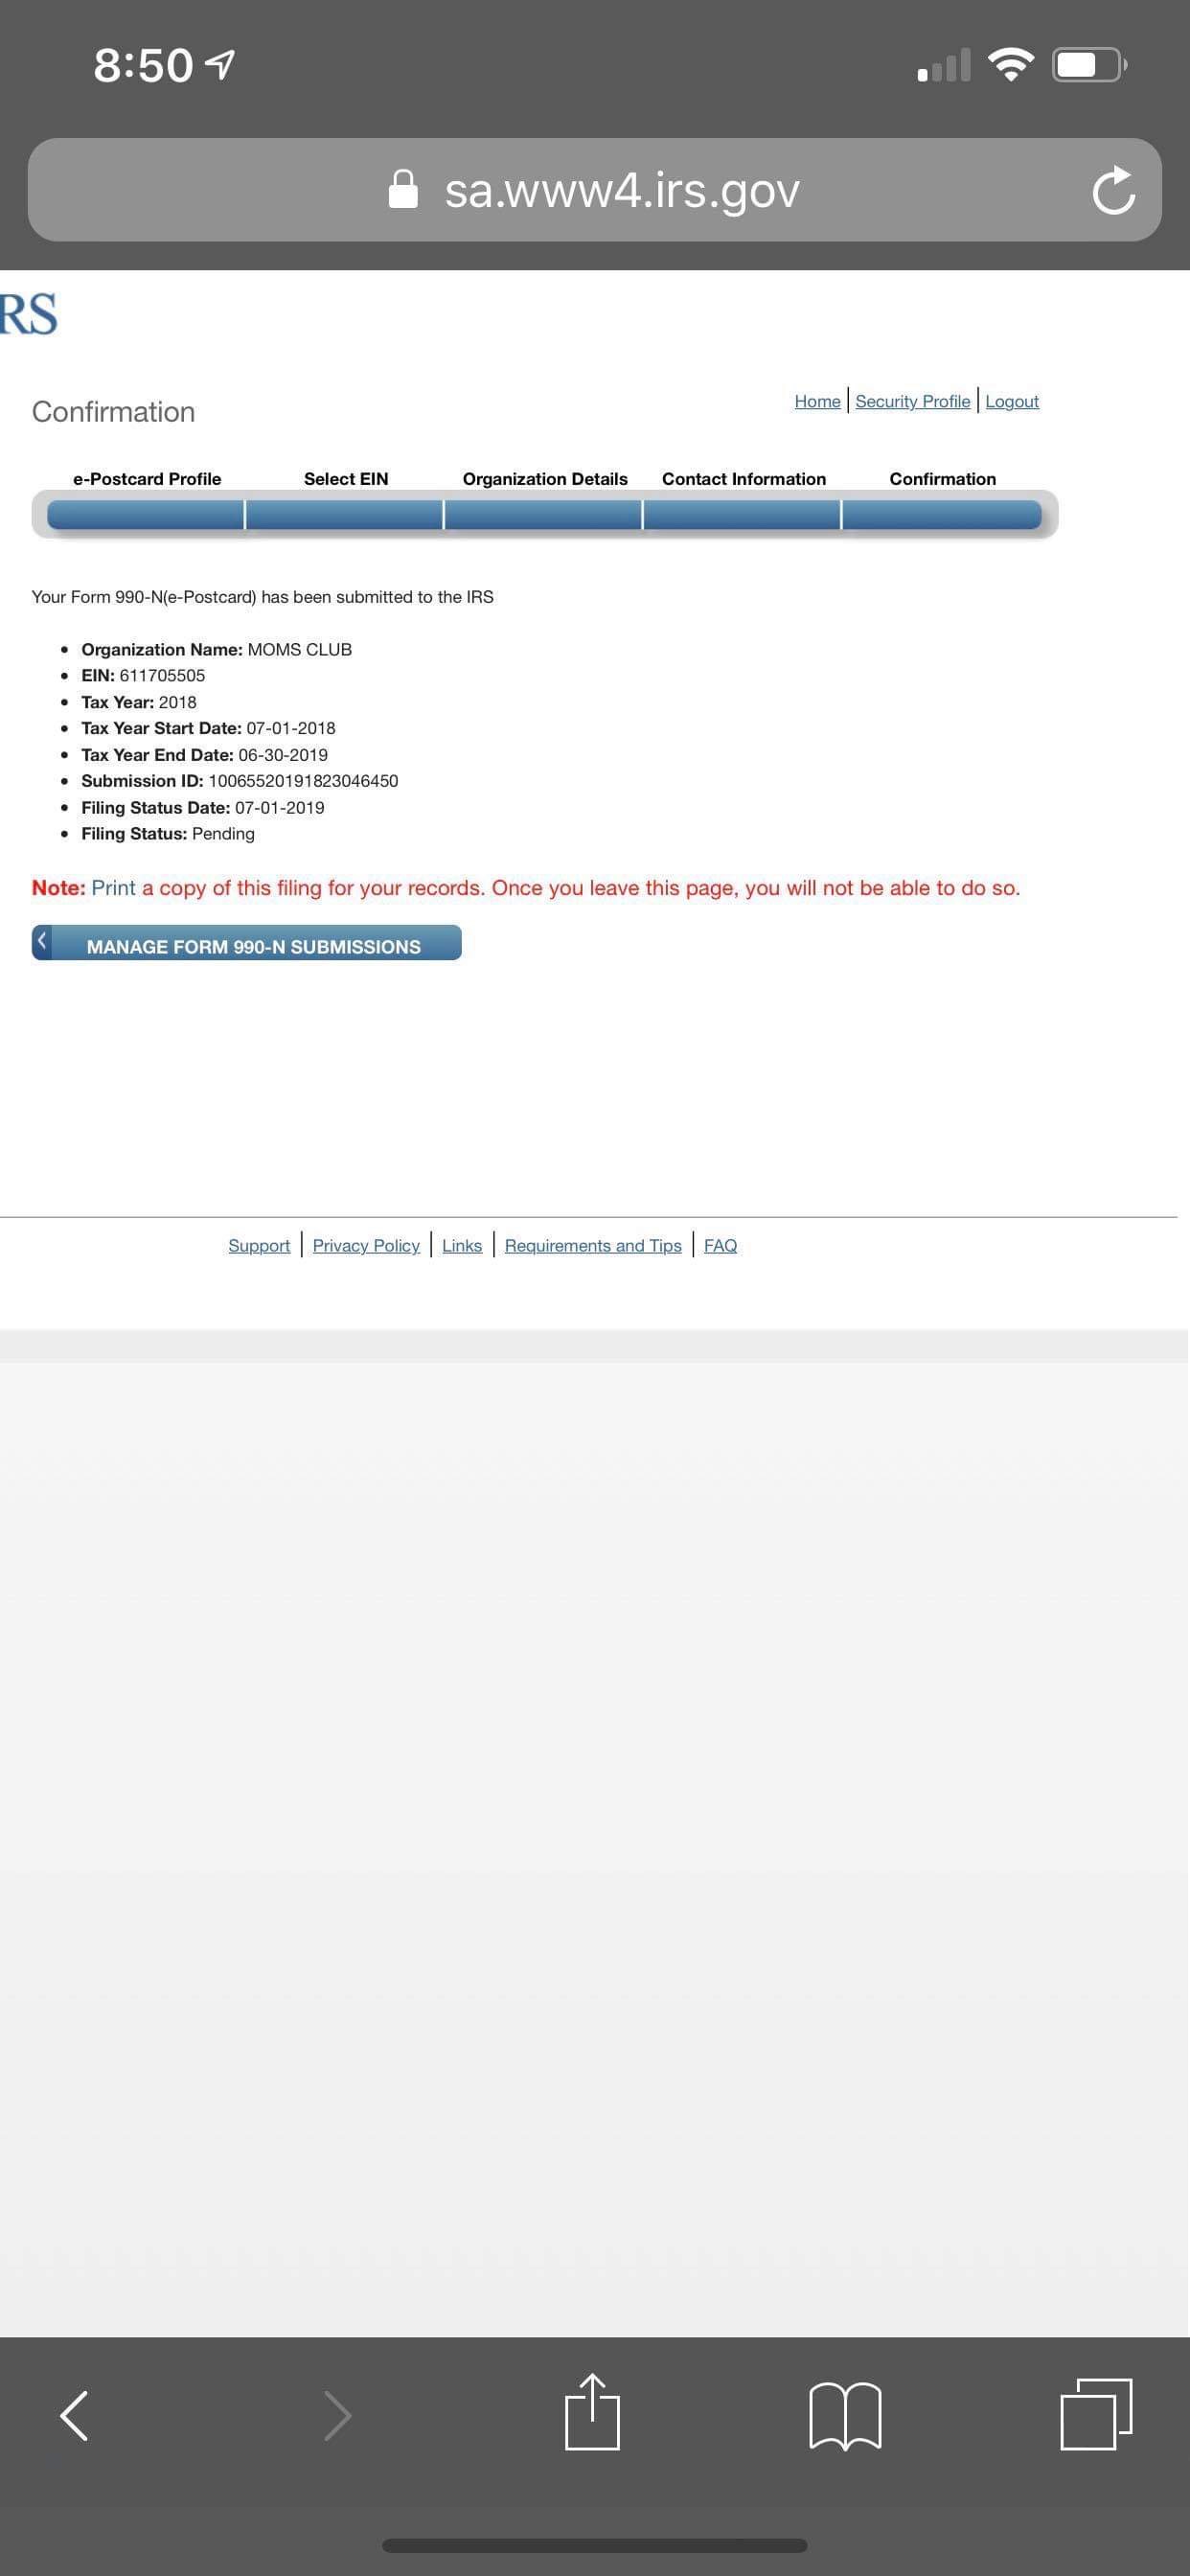 8:50
sa.www4.irs.gov
RS
Confirmation
Home | Security Profile | Logout
e-Postcard Profile Select EIN Organization Details Contact Information Confirmation
Your Form 990-N(e-Postcard) has been submitted to the IRS
• Organization Name: MOMS CLUB
• EIN: 611705505
• Tax Year: 2018
• Tax Year Start Date: 07-01-2018
• Tax Year End Date: 06-30-2019
• Submission ID: 10065520191823046450
• Filing Status Date: 07-01-2019
• Filing Status: Pending
Note: Print a copy of this filing for your records. Once you leave this page, you will not be able to do so.
MANAGE FORM 990-N SUBMISSIONS
Support | Privacy Policy | Links | Requirements and Tips | FAQ